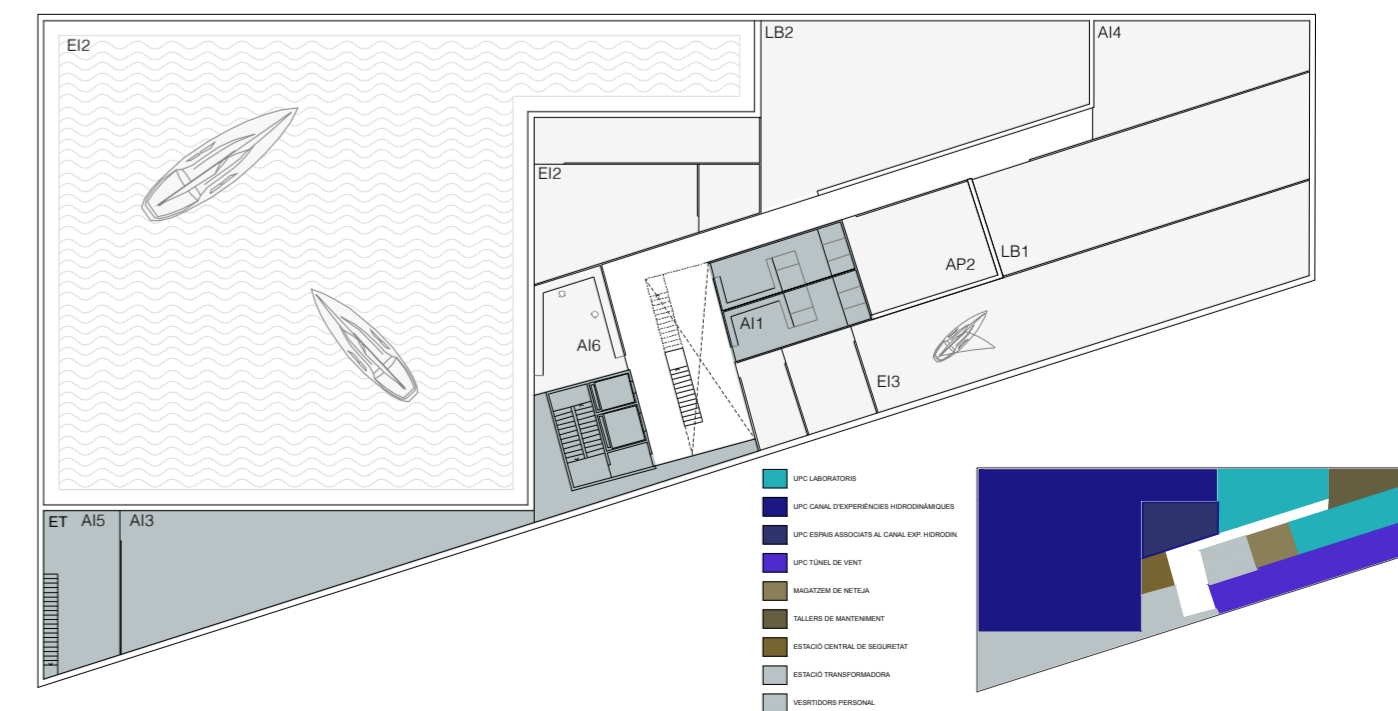 EI2
LB2
AI4
EI2
AP2
LB1
AI1
AI6
EI3
ET AI5 AI3
UPC LABORATORIS
UPC CANAL D'EXPERIÈNCIES HIDRODINÀMIQUES
UPC ESPAIS ASSOCIATS AL CANAL EXP. HIDRODIN.
UPC TÚNEL DE VENT
MAGATZEM DE NETEJA
TALLERS DE MANTENIMENT
ESTACIÓ CENTRAL DE SEGURETAT
ESTACIÓ TRANSFORMADORA
VESRTIDORS PERSONAL